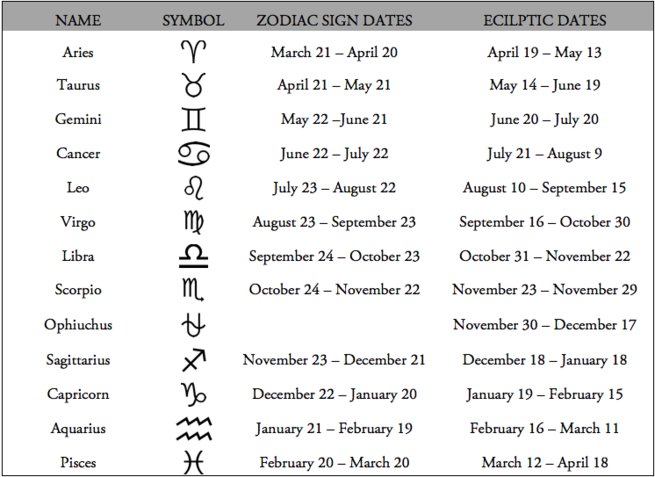 NAME SYMBOL ZODIAC SIGN DATES ECILPTIC DATES
Aries ♈ March 21 – April 20 April 19 – May 13
Taurus ♉ April 21 – May 21 May 14 – June 19
Gemini ♊ May 22 –June 21 June 20 – July 20
Cancer ♋ June 22 – July 22 July 21 – August 9
Leo ♌ July 23 – August 22 August 10 – September 15
Virgo ♍ August 23 – September 23 September 16 – October 30
Libra ♎ September 24 – October 23 October 31 – November 22
Scorpio ♏ October 24 – November 22 November 23 – November 29
Ophiuchus ⛎ November 30 – December 17
Sagittarius ♐ November 23 – December 21 December 18 – January 18
Capricorn ♑ December 22 – January 20 January 19 – February 15
Aquarius ♒ January 21 – February 19 February 16 – March 11
Pisces ♓ February 20 – March 20 March 12 – April 18